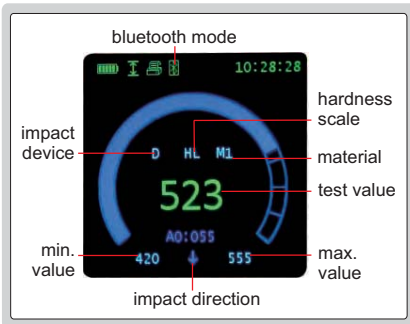 bluetooth mode
10:28:28
hardness
scale
impact
device
D HL M1
material
523
test value
A0:055
min.
value
420
555
max.
value
impact direction